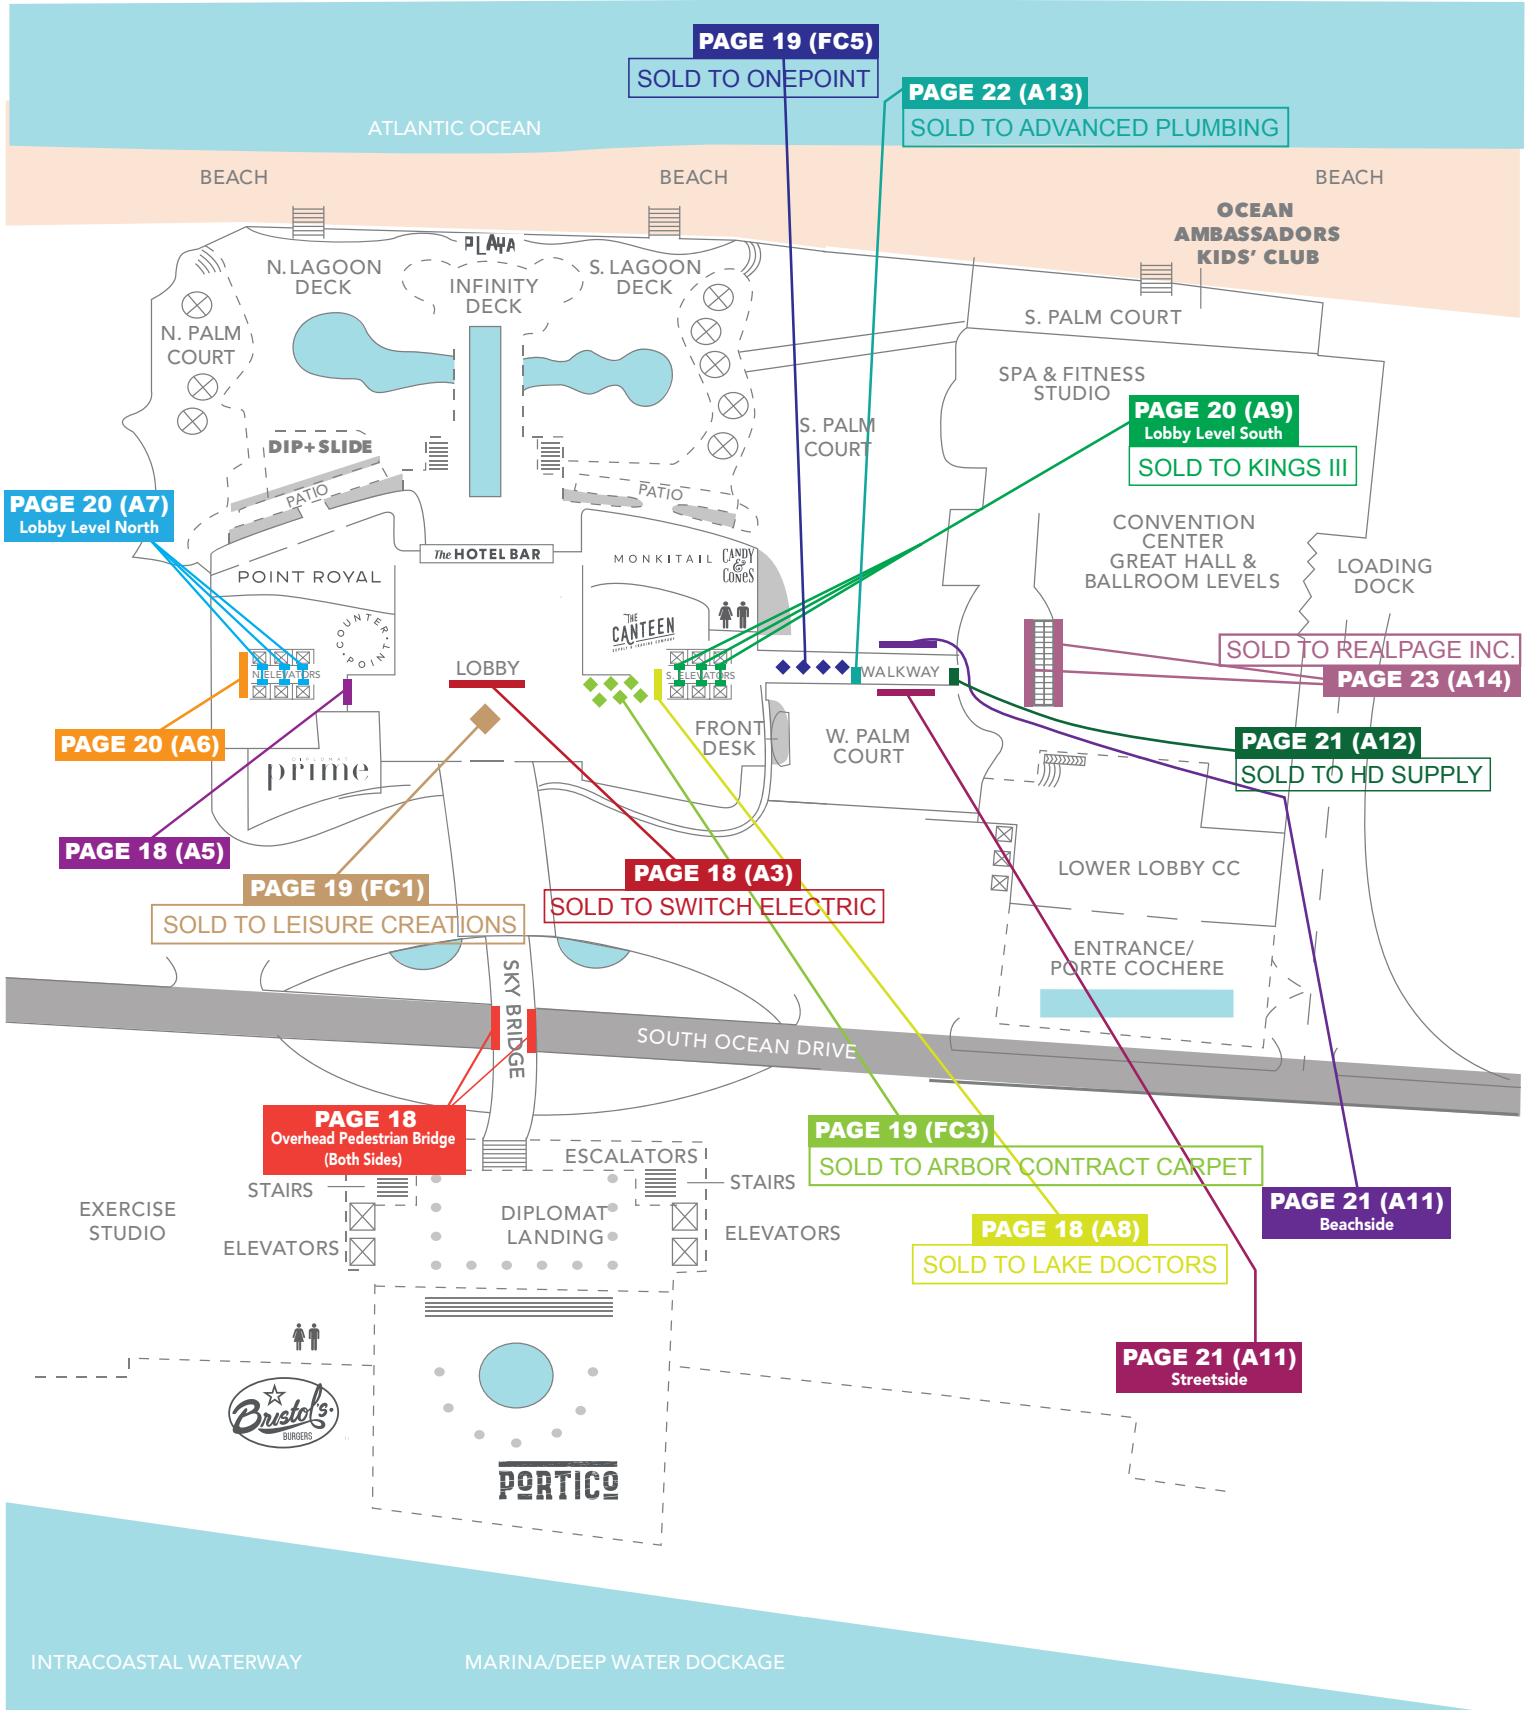 PAGE 19 (FC5)
SOLD TO ONEPOINT
PAGE 22 (A13)
SOLD TO ADVANCED PLUMBING
ATLANTIC OCEAN
BEACH
BEACH
BEACH
OCEAN
AMBASSADORS
KIDS' CLUB
PLAYA
N. LAGOON
DECK
INFINITY
DECK
S. LAGOON
DECK
N. PALM
COURT
S. PALM COURT
SPA & FITNESS
STUDIO
S. PALM
COURT
PAGE 20 (A9)
Lobby Level South
SOLD TO KINGS III
DIP+SLIDE
PATIO
PATIO
PAGE 20 (A7)
Lobby Level North
The HOTEL BAR
MONKITAIL
CANDY
&
CONES
CONVENTION
CENTER
GREAT HALL &
BALLROOM LEVELS
LOADING
DOCK
POINT ROYAL
COUNTER
POINT
THE
CANTEEN
SUPPLY & TRADING COMPANY
LOBBY
N. ELEVATORS
S. ELEVATORS
WALKWAY
SOLD TO REALPAGE INC.
PAGE 23 (A14)
PAGE 20 (A6)
FRONT
DESK
W. PALM
COURT
PAGE 21 (A12)
SOLD TO HD SUPPLY
DIPLOMAT
prime
PAGE 18 (A5)
PAGE 19 (FC1)
SOLD TO LEISURE CREATIONS
PAGE 18 (A3)
SOLD TO SWITCH ELECTRIC
LOWER LOBBY CC
ENTRANCE/
PORTE COCHERE
SKY BRIDGE
SOUTH OCEAN DRIVE
PAGE 18
Overhead Pedestrian Bridge
(Both Sides)
PAGE 19 (FC3)
SOLD TO ARBOR CONTRACT CARPET
ESCALATORS
STAIRS
STAIRS
EXERCISE
STUDIO
DIPLOMAT
LANDING
ELEVATORS
ELEVATORS
PAGE 21 (A11)
Beachside
PAGE 18 (A8)
SOLD TO LAKE DOCTORS
PAGE 21 (A11)
Streetside
Bristol's
BURGERS
PORTICO
INTRACOASTAL WATERWAY
MARINA/DEEP WATER DOCKAGE